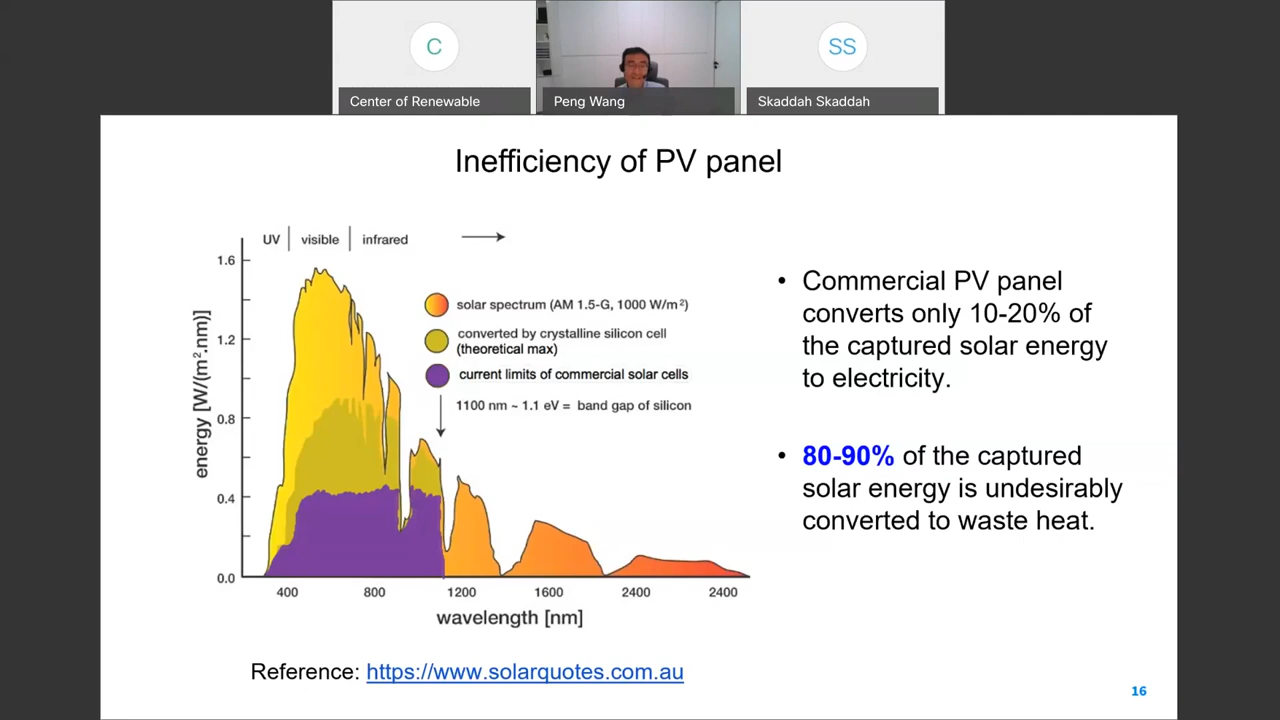 C
SS
Center of Renewable
Peng Wang
Skaddah Skaddah
Inefficiency of PV panel
UV | visible | infrared
1.6
1.2
0.8
0.4
0.0
energy [W/(m².nm)]
solar spectrum (AM 1.5-G, 1000 W/m²)
converted by crystalline silicon cell
(theoretical max)
current limits of commercial solar cells
1100 nm ~ 1.1 eV = band gap of silicon
400 800 1200 1600 2400 2400
wavelength [nm]
• Commercial PV panel
converts only 10-20% of
the captured solar energy
to electricity.
• 80-90% of the captured
solar energy is undesirably
converted to waste heat.
Reference: https://www.solarquotes.com.au
16